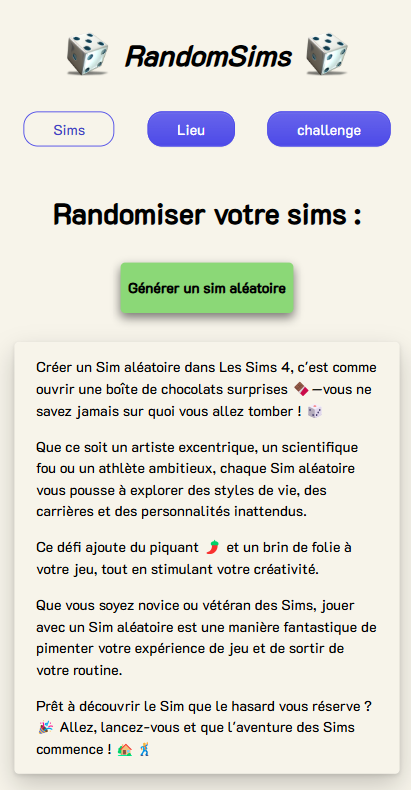 RandomSims
Sims
Lieu
challenge
Randomiser votre sims :
Générer un sim aléatoire
Créer un Sim aléatoire dans Les Sims 4, c'est comme
ouvrir une boîte de chocolats surprises 🍫 —vous ne
savez jamais sur quoi vous allez tomber ! 🎲
Que ce soit un artiste excentrique, un scientifique
fou ou un athlète ambitieux, chaque Sim aléatoire
vous pousse à explorer des styles de vie, des
carrières et des personnalités inattendus.
Ce défi ajoute du piquant 🌶️ et un brin de folie à
votre jeu, tout en stimulant votre créativité.
Que vous soyez novice ou vétéran des Sims, jouer
avec un Sim aléatoire est une manière fantastique de
pimenter votre expérience de jeu et de sortir de
votre routine.
Prêt à découvrir le Sim que le hasard vous réserve ?
🎉 Allez, lancez-vous et que l'aventure des Sims
commence ! 🏡 🕺